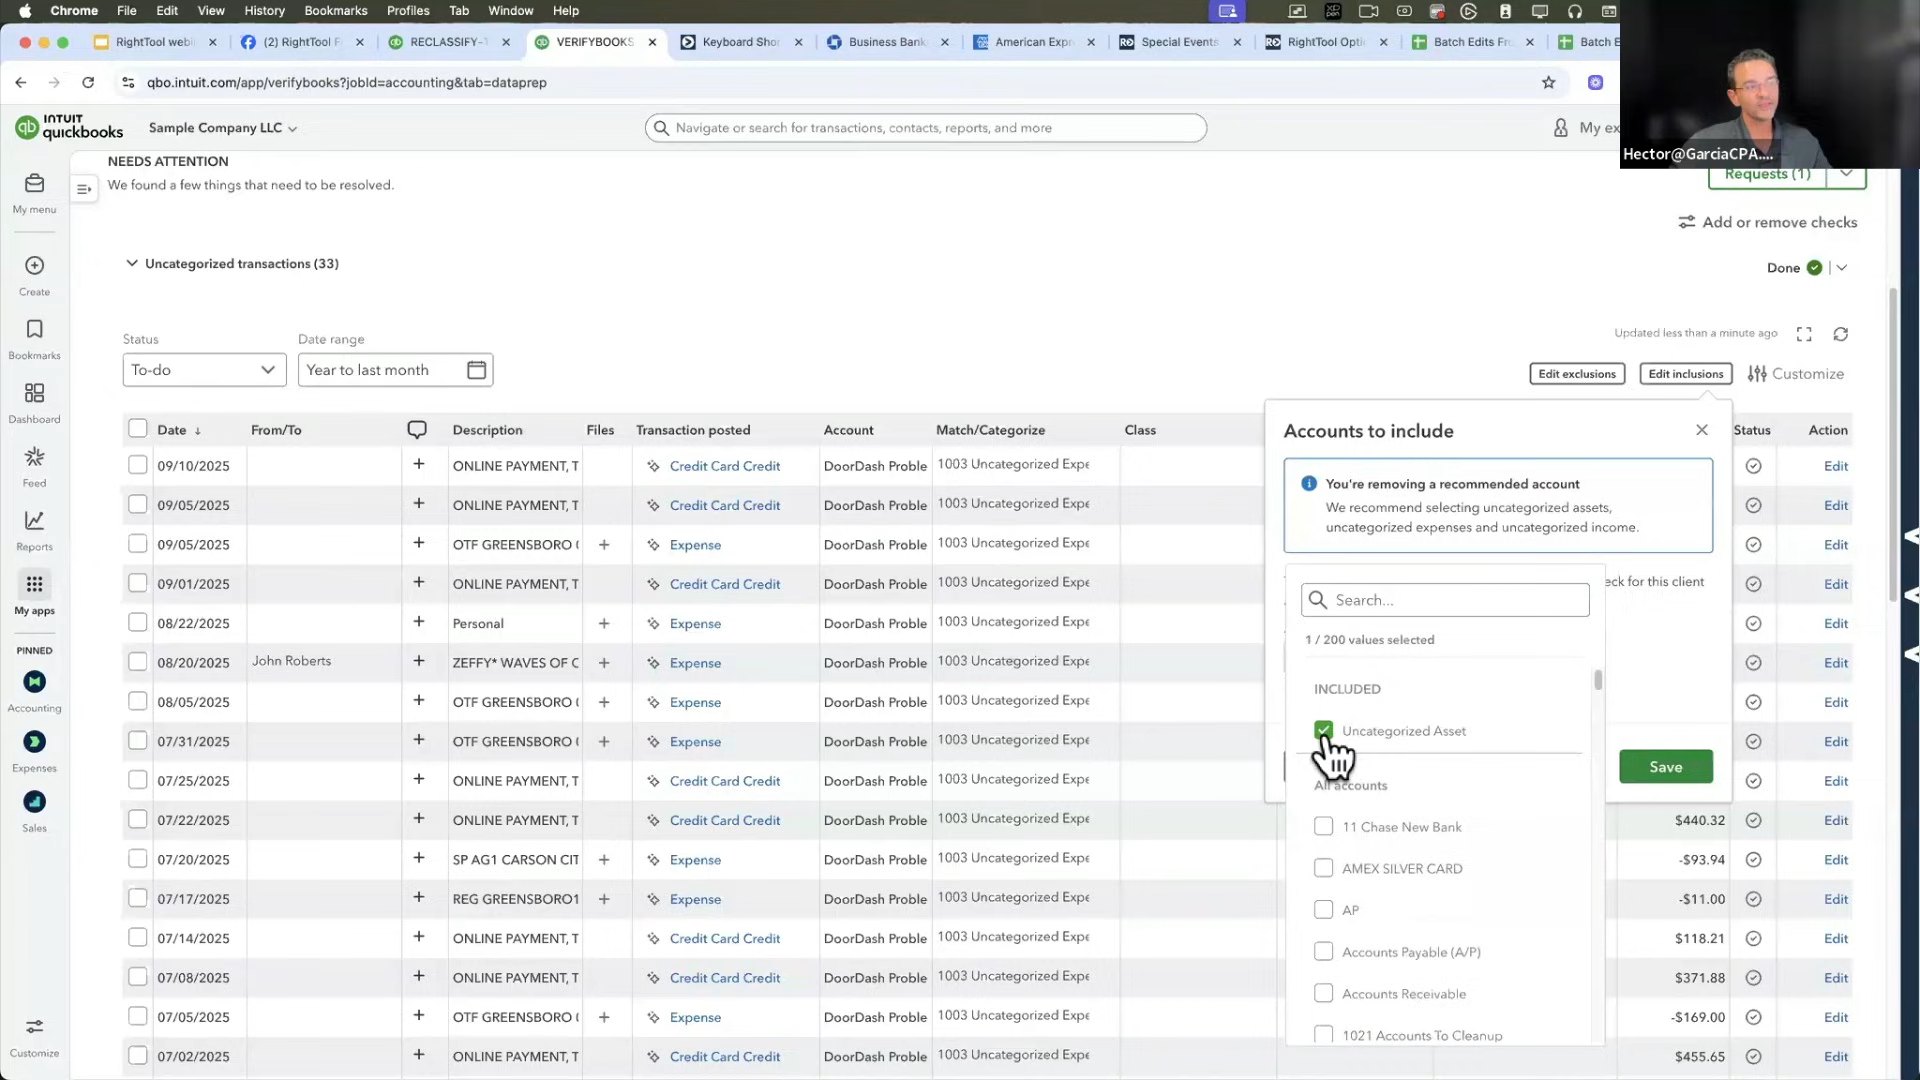 Chrome File Edit View History Bookmarks Profiles Tab Window Help
RightTool webi
(2) RightTool F
RECLASSIFY-
VERIFYBOOKS
Keyboard Shor
Business Bank
American Expr
Special Events
RightTool Opti
Batch Edits Fr
Batch E
qbo.intuit.com/app/verifybooks?jobId=accounting&tab=dataprep
INTUIT
quickbooks
Sample Company LLC
Navigate or search for transactions, contacts, reports, and more
My ex
Hector@GarciaCPA....
My menu
Create
Bookmarks
Dashboard
Feed
Reports
My apps
PINNED
Accounting
Expenses
Sales
Customize
NEEDS ATTENTION
We found a few things that need to be resolved.
Requests (1)
Add or remove checks
Uncategorized transactions (33)
Done
Status
To-do
Date range
Year to last month
Updated less than a minute ago
Edit exclusions
Edit inclusions
Customize
Date From/To Description Files Transaction posted Account Match/Categorize Class Status Action
09/10/2025 + ONLINE PAYMENT, T Credit Card Credit DoorDash Proble 1003 Uncategorized Expe Edit
09/05/2025 + ONLINE PAYMENT, T Credit Card Credit DoorDash Proble 1003 Uncategorized Expe Edit
09/05/2025 + OTF GREENSBORO ( + Expense DoorDash Proble 1003 Uncategorized Expe Edit
09/01/2025 + ONLINE PAYMENT, T Credit Card Credit DoorDash Proble 1003 Uncategorized Expe Edit
08/22/2025 + Personal + Expense DoorDash Proble 1003 Uncategorized Expe Edit
08/20/2025 John Roberts + ZEFFY* WAVES OF C + Expense DoorDash Proble 1003 Uncategorized Expe Edit
08/05/2025 + OTF GREENSBORO ( + Expense DoorDash Proble 1003 Uncategorized Expe Edit
07/31/2025 + OTF GREENSBORO ( + Expense DoorDash Proble 1003 Uncategorized Expe Edit
07/25/2025 + ONLINE PAYMENT, T Credit Card Credit DoorDash Proble 1003 Uncategorized Expe Edit
07/22/2025 + ONLINE PAYMENT, T Credit Card Credit DoorDash Proble 1003 Uncategorized Expe $440.32 Edit
07/20/2025 + SP AG1 CARSON CIT + Expense DoorDash Proble 1003 Uncategorized Expe -$93.94 Edit
07/17/2025 + REG GREENSBORO1 + Expense DoorDash Proble 1003 Uncategorized Expe -$11.00 Edit
07/14/2025 + ONLINE PAYMENT, T Credit Card Credit DoorDash Proble 1003 Uncategorized Expe $118.21 Edit
07/08/2025 + ONLINE PAYMENT, T Credit Card Credit DoorDash Proble 1003 Uncategorized Expe $371.88 Edit
07/05/2025 + OTF GREENSBORO ( + Expense DoorDash Proble 1003 Uncategorized Expe -$169.00 Edit
07/02/2025 + ONLINE PAYMENT, T Credit Card Credit DoorDash Proble 1003 Uncategorized Expe $455.65 Edit
Accounts to include
You're removing a recommended account
We recommend selecting uncategorized assets,
uncategorized expenses and uncategorized income.
eck for this client
Search...
1 / 200 values selected
INCLUDED
Uncategorized Asset
All accounts
11 Chase New Bank
AMEX SILVER CARD
AP
Accounts Payable (A/P)
Accounts Receivable
1021 Accounts To Cleanup
Save